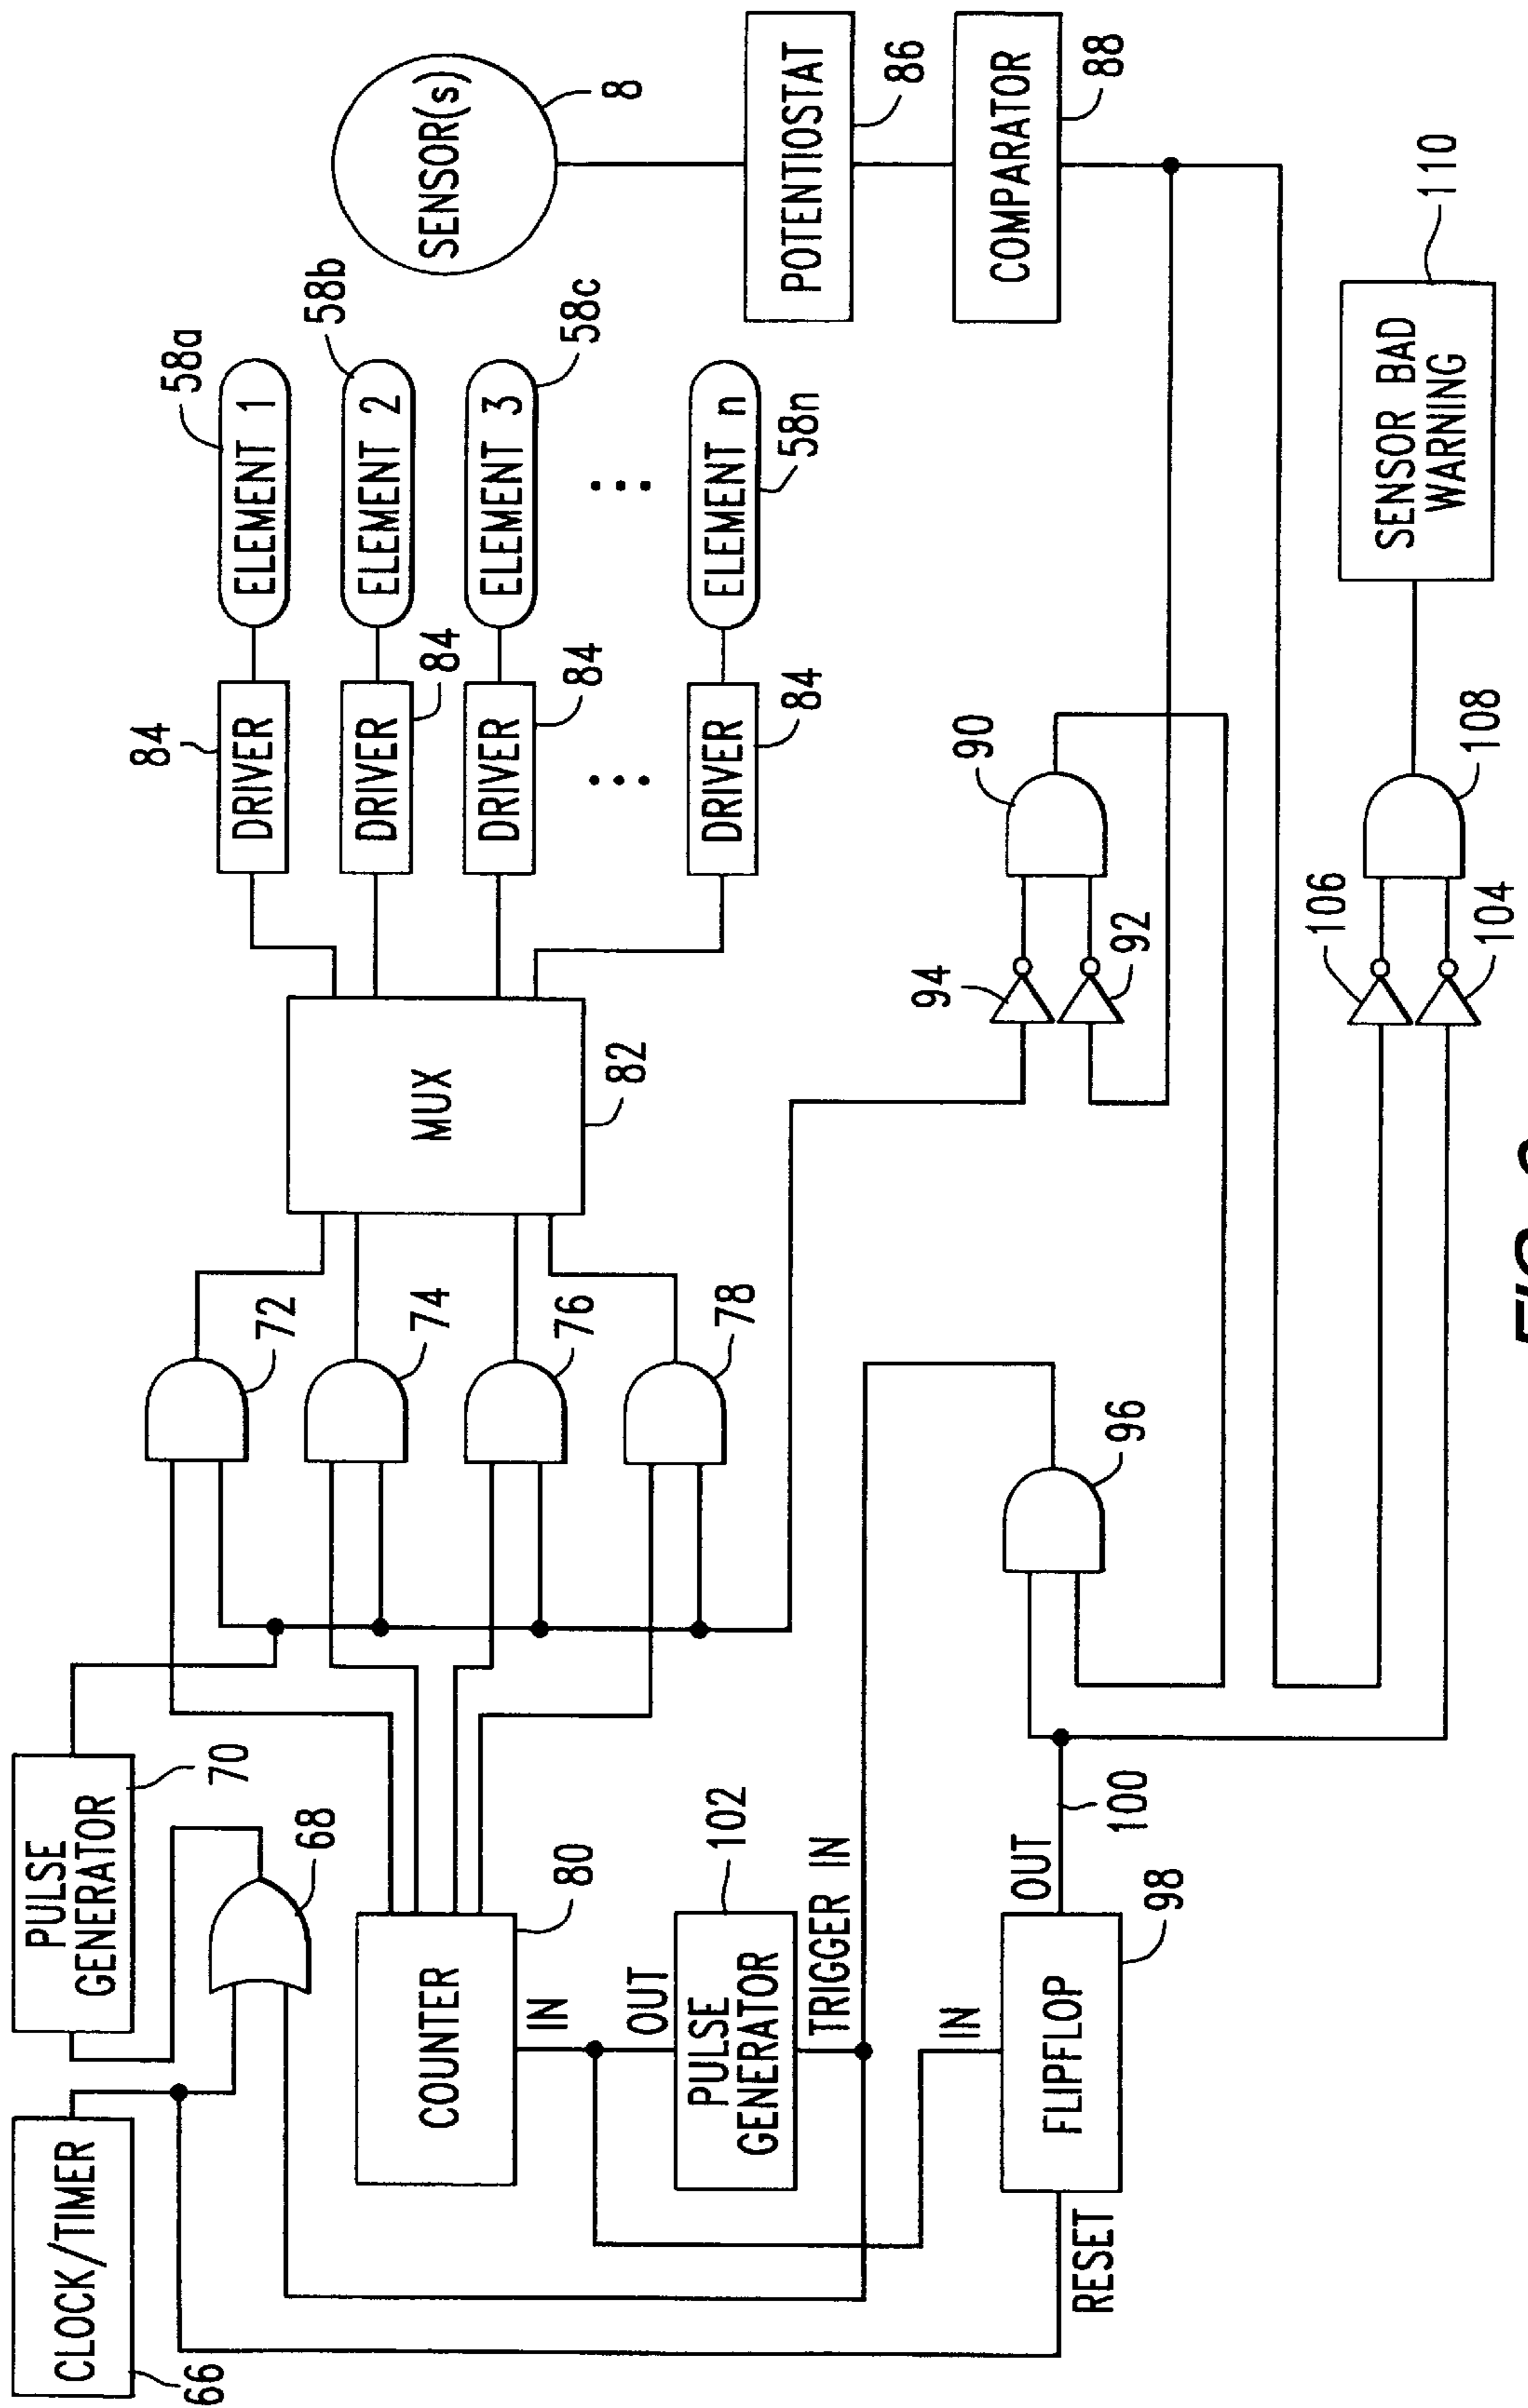 CLOCK/TIMER
66
PULSE
GENERATOR
70
68
COUNTER
80
IN
OUT
PULSE
GENERATOR
102
TRIGGER IN
IN
FLIPFLOP
98
RESET
OUT
100
72
74
76
78
MUX
82
84
DRIVER
DRIVER
84
DRIVER
84
DRIVER
84
58a
ELEMENT 1
58b
ELEMENT 2
ELEMENT 3
58c
ELEMENT n
58n
SENSOR(s)
8
POTENTIOSTAT
86
COMPARATOR
88
90
94
92
96
106
104
108
SENSOR BAD
WARNING
110
FIG.